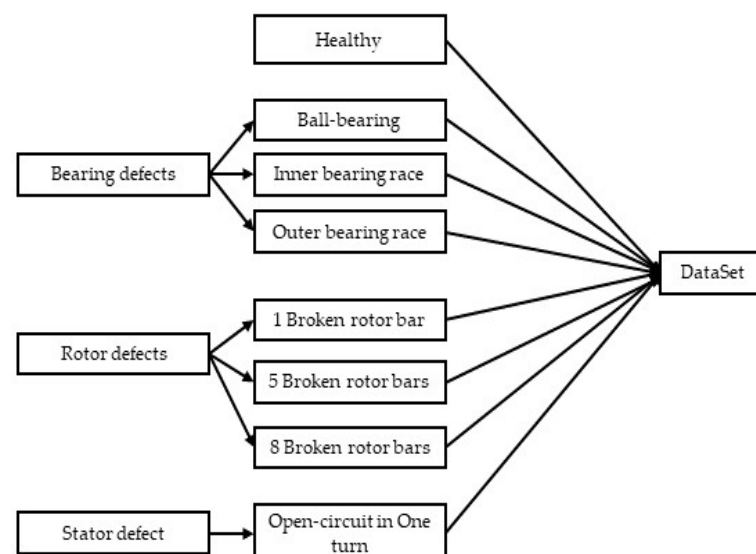 Healthy
Ball-bearing
Bearing defects
Inner bearing race
Outer bearing race
DataSet
1 Broken rotor bar
Rotor defects
5 Broken rotor bars
8 Broken rotor bars
Stator defect
Open-circuit in One
turn